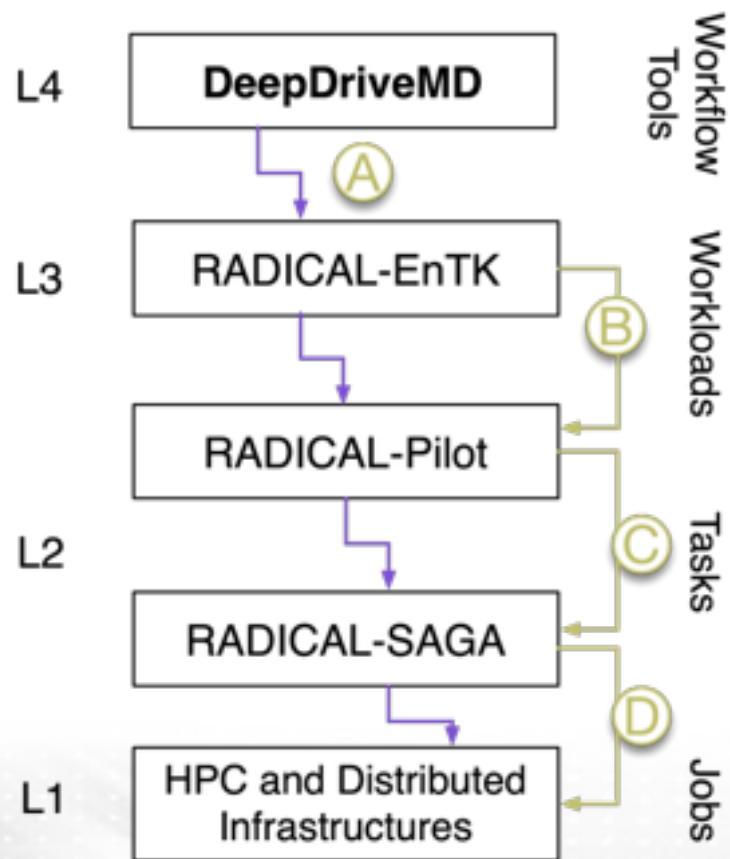 L4
DeepDriveMD
Workflow
Tools
A
L3
RADICAL-EnTK
Workloads
B
RADICAL-Pilot
L2
C
Tasks
RADICAL-SAGA
D
L1
HPC and Distributed
Infrastructures
Jobs